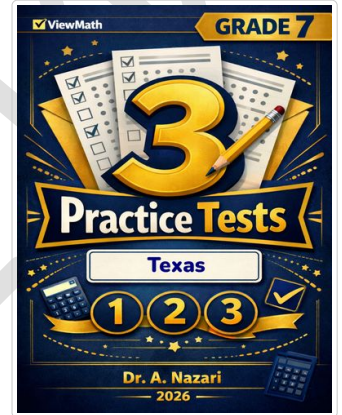 ViewMath
GRADE 7
3
Practice Tests
Texas
1 2 3
Dr. A. Nazari
2026